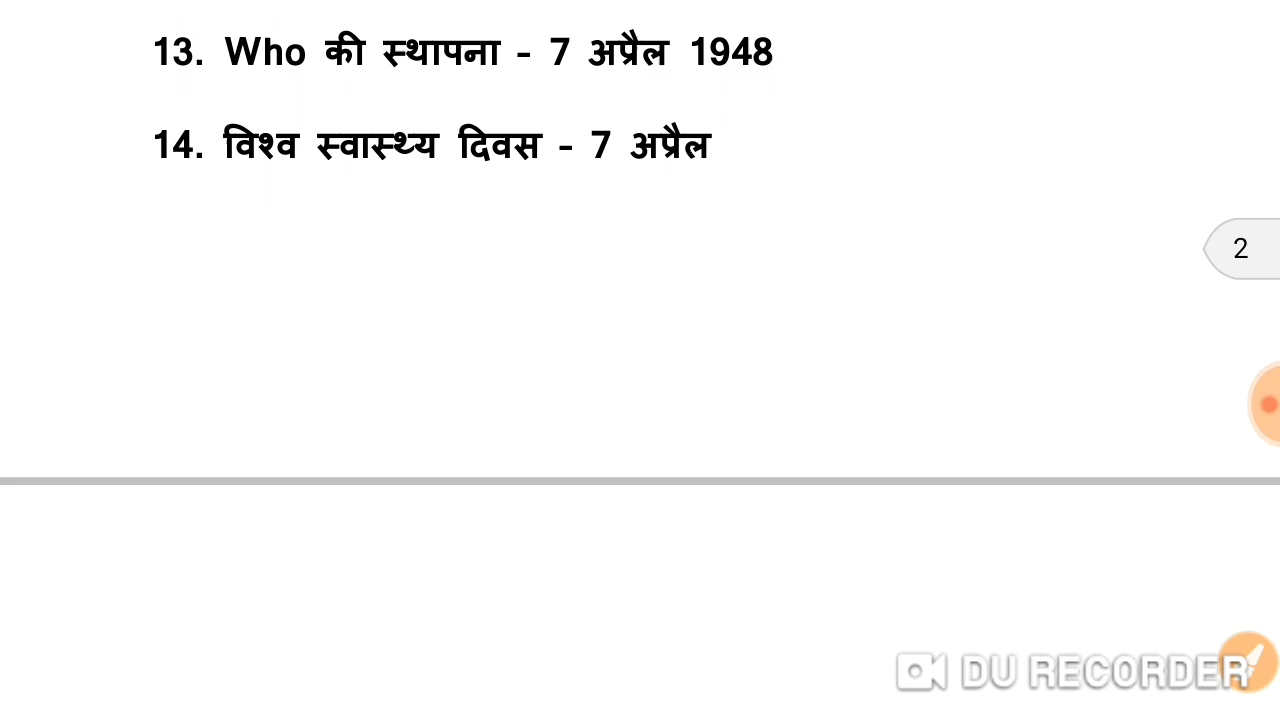 13. Who की स्थापना - 7 अप्रैल 1948
14. विश्व स्वास्थ्य दिवस - 7 अप्रैल
2
DU RECORDER